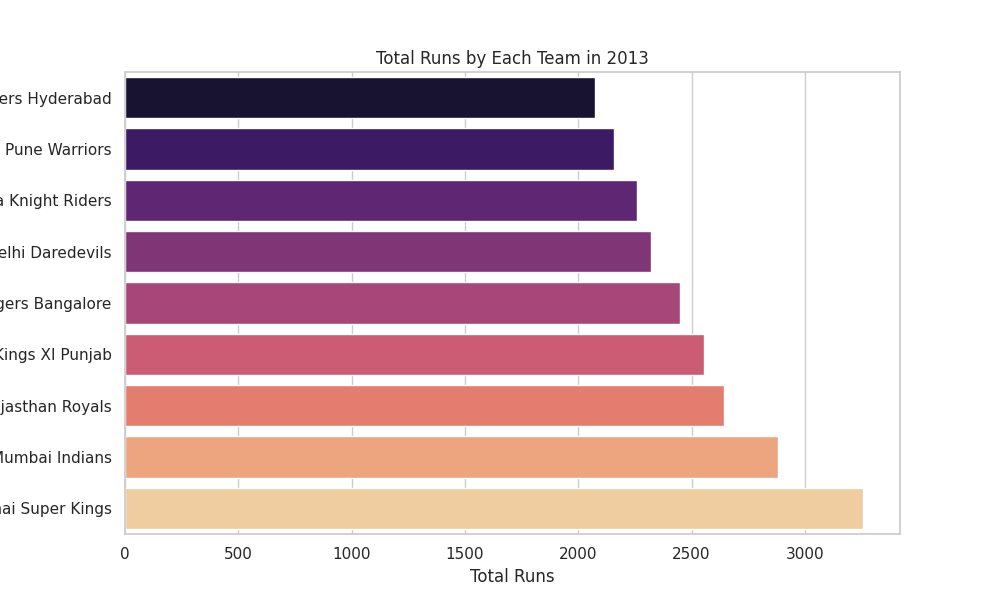 Total Runs by Each Team in 2013
ers Hyderabad
Pune Warriors
a Knight Riders
elhi Daredevils
gers Bangalore
Kings XI Punjab
jasthan Royals
Mumbai Indians
ai Super Kings
0 500 1000 1500 2000 2500 3000
Total Runs